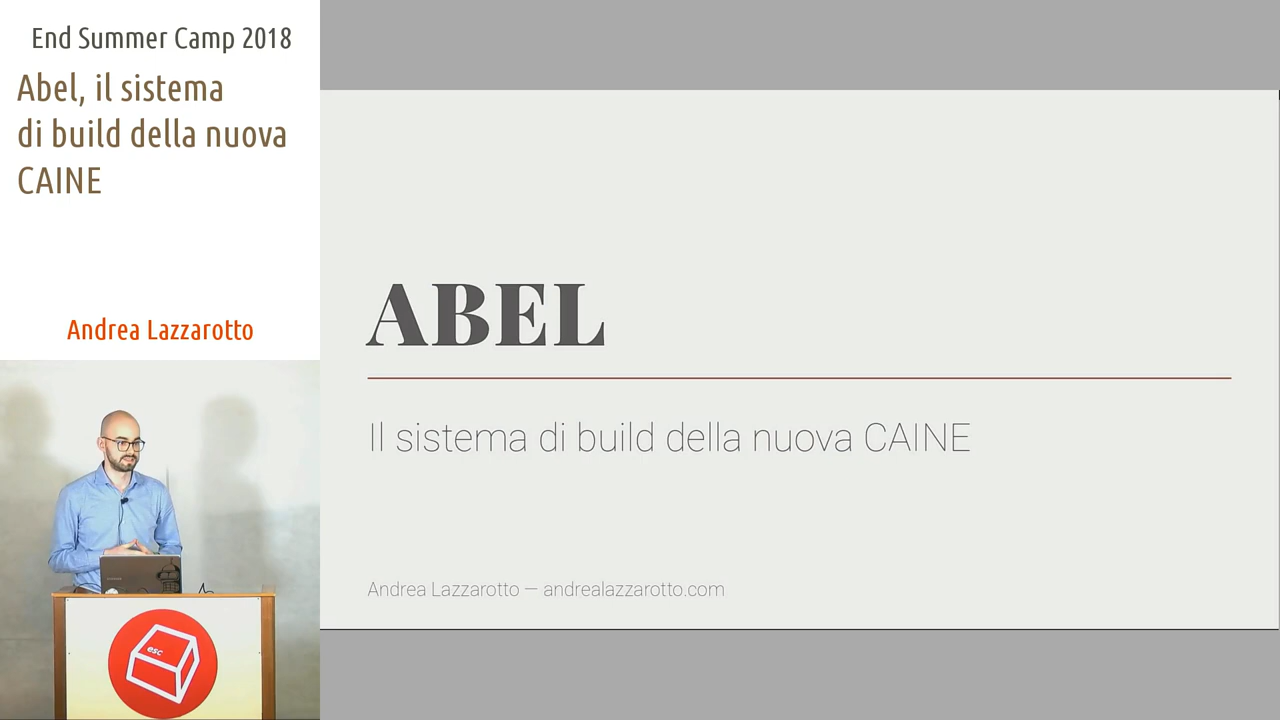 End Summer Camp 2018
Abel, il sistema
di build della nuova
CAINE
Andrea Lazzarotto
esc
ABEL
Il sistema di build della nuova CAINE
Andrea Lazzarotto — andrealazzarotto.com